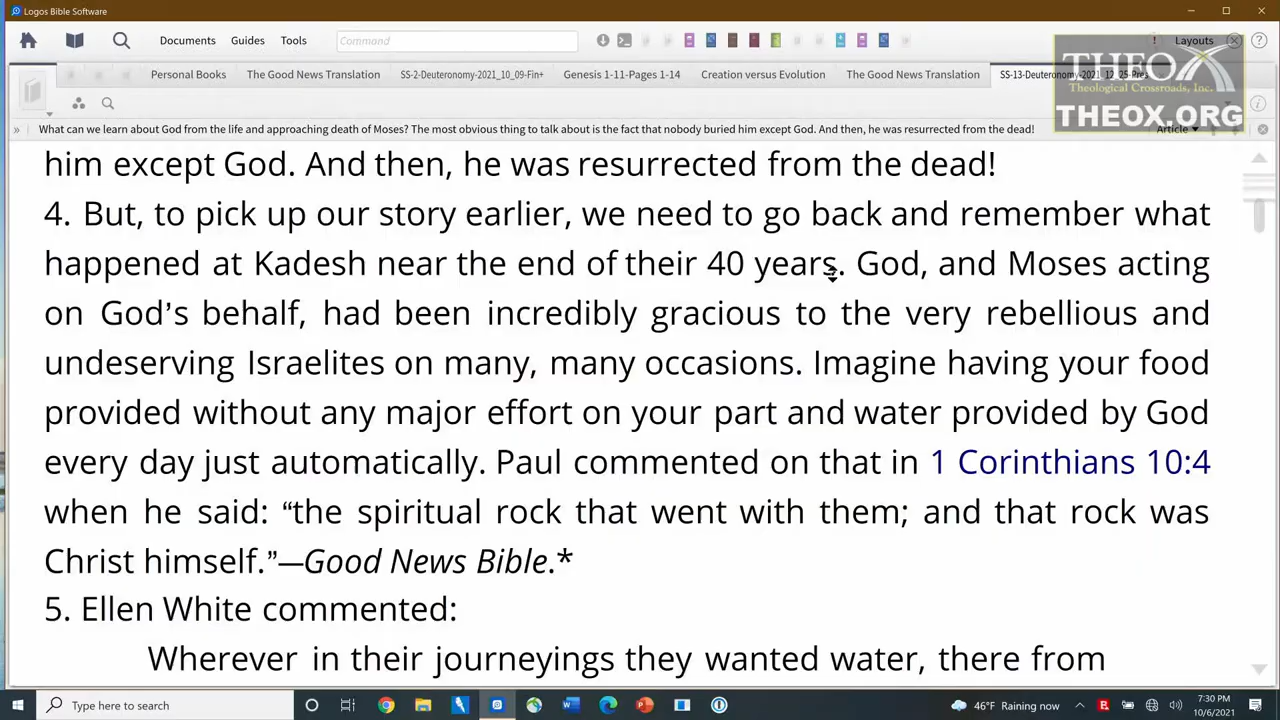 Logos Bible Software
Documents Guides Tools Command Layouts
THEOX
Theological Crossroads, Inc.
THEOX.ORG
Personal Books The Good News Translation SS-2-Deuteronomy-2021_10_09-Fin+ Genesis 1-11-Pages 1-14 Creation versus Evolution The Good News Translation SS-13-Deuteronomy-2021_12_25-Pres
What can we learn about God from the life and approaching death of Moses? The most obvious thing to talk about is the fact that nobody buried him except God. And then, he was resurrected from the dead! Article
him except God. And then, he was resurrected from the dead!
4. But, to pick up our story earlier, we need to go back and remember what
happened at Kadesh near the end of their 40 years. God, and Moses acting
on God’s behalf, had been incredibly gracious to the very rebellious and
undeserving Israelites on many, many occasions. Imagine having your food
provided without any major effort on your part and water provided by God
every day just automatically. Paul commented on that in 1 Corinthians 10:4
when he said: “the spiritual rock that went with them; and that rock was
Christ himself.”—Good News Bible.*
5. Ellen White commented:
Wherever in their journeyings they wanted water, there from
Type here to search
46°F Raining now
7:30 PM
10/6/2021